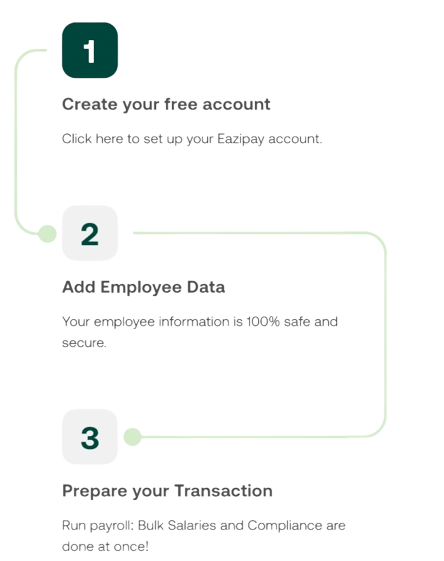 1
Create your free account
Click here to set up your Eazipay account.
2
Add Employee Data
Your employee information is 100% safe and
secure.
3
Prepare your Transaction
Run payroll; Bulk Salaries and Compliance are
done at once!